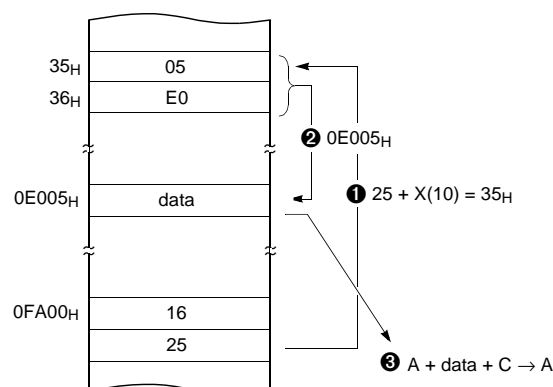 35H 05
36H E0
❷ 0E005H
❶ 25 + X(10) = 35H
0E005H data
0FA00H 16
25
❸ A + data + C → A